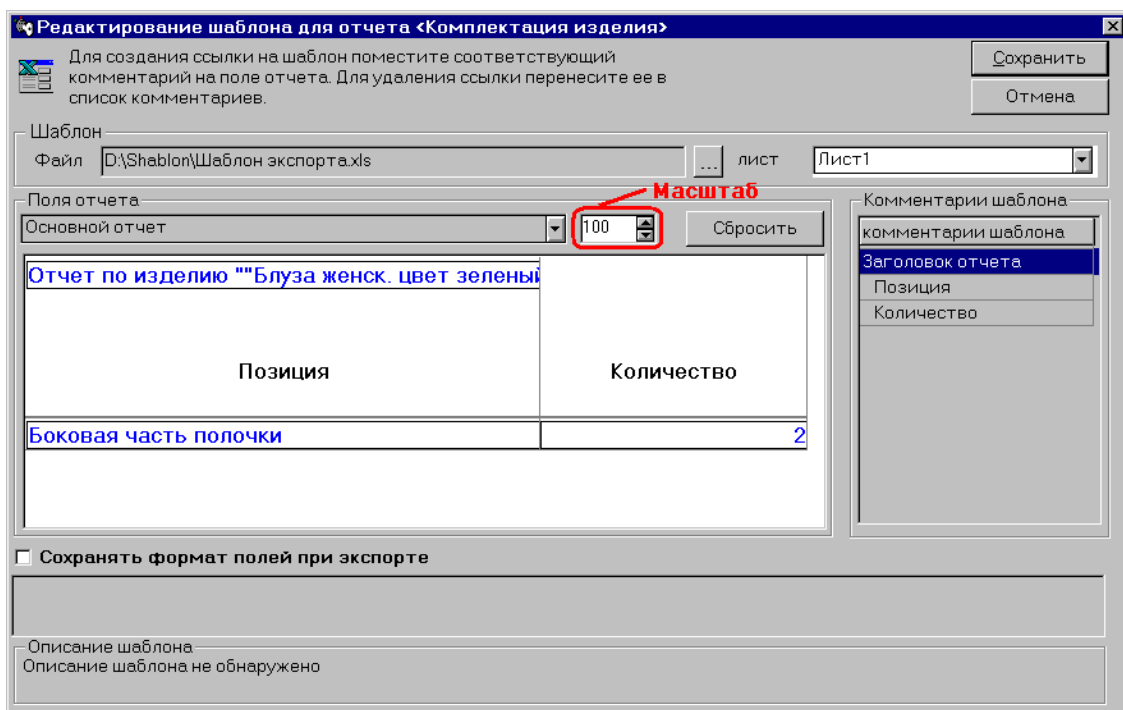 Редактирование шаблона для отчета <Комплектация изделия>
Для создания ссылки на шаблон поместите соответствующий
комментарий на поле отчета. Для удаления ссылки перенесите ее в
список комментариев.
Сохранить
Отмена
Шаблон
Файл D:\Shablon\Шаблон экспорта.xls ... лист Лист1
Масштаб
Поля отчета
Основной отчет 100 Сбросить
Отчет по изделию ""Блуза женск. цвет зеленый
Позиция Количество
Боковая часть полочки 2
Комментарии шаблона
комментарии шаблона
Заголовок отчета
Позиция
Количество
Сохранять формат полей при экспорте
Описание шаблона
Описание шаблона не обнаружено